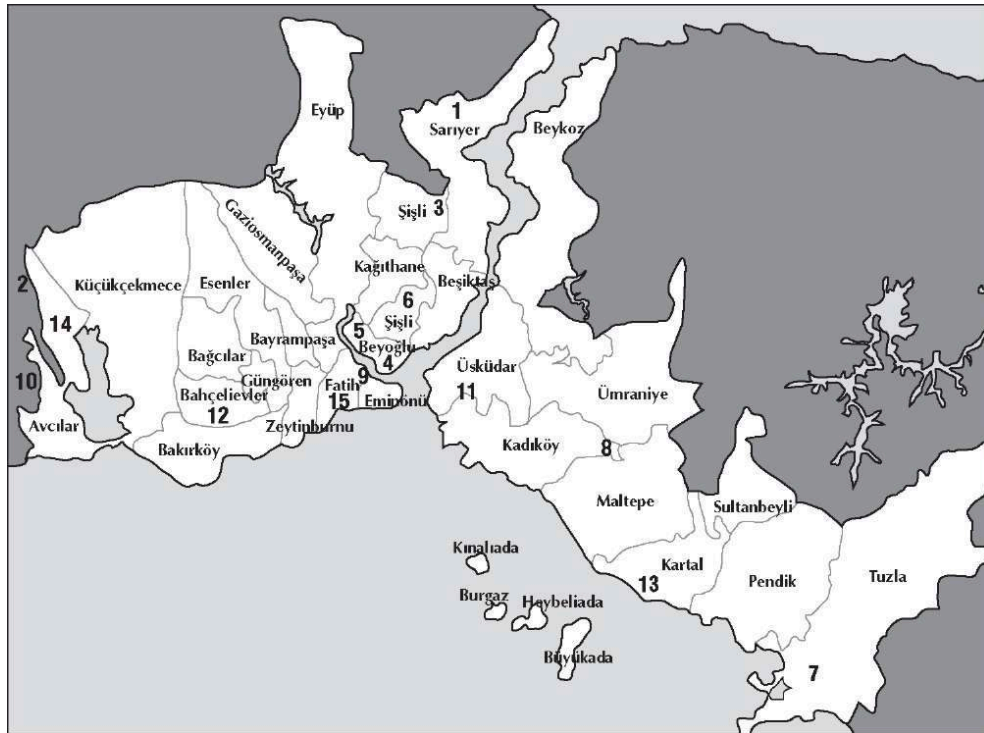 Eyüp
1
Sarıyer
Beykoz
Şişli 3
Gaziosmanpaşa
Kağıthane
Beşiktaş
2
Küçükçekmece
Esenler
6
14
Şişli
5
Bayrampaşa
Beyoğlu
Bağcılar
4
Üsküdar
10
Güngören
9
Fatih
Bahçelievler
11
Ümraniye
12
15
Eminönü
Avcılar
Zeytinburnu
Bakırköy
Kadıköy
8
Maltepe
Sultanbeyli
Kınalıada
Kartal
13
Pendik
Tuzla
Burgaz
Heybeliada
Büyükada
7